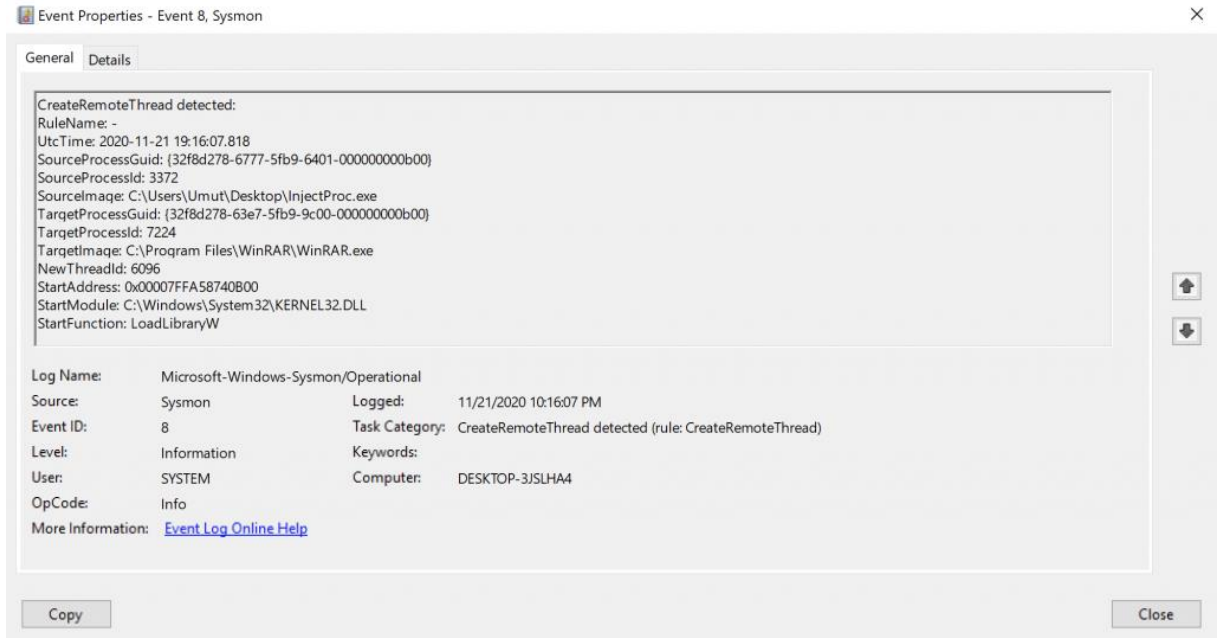 Event Properties - Event 8, Sysmon
General Details
CreateRemoteThread detected:
RuleName: -
UtcTime: 2020-11-21 19:16:07.818
SourceProcessGuid: {32f8d278-6777-5fb9-6401-000000000b00}
SourceProcessId: 3372
SourceImage: C:\Users\Umut\Desktop\InjectProc.exe
TargetProcessGuid: {32f8d278-63e7-5fb9-9c00-000000000b00}
TargetProcessId: 7224
TargetImage: C:\Program Files\WinRAR\WinRAR.exe
NewThreadId: 6096
StartAddress: 0x00007FFA58740B00
StartModule: C:\Windows\System32\KERNEL32.DLL
StartFunction: LoadLibraryW
Log Name: Microsoft-Windows-Sysmon/Operational
Source: Sysmon Logged: 11/21/2020 10:16:07 PM
Event ID: 8 Task Category: CreateRemoteThread detected (rule: CreateRemoteThread)
Level: Information Keywords:
User: SYSTEM Computer: DESKTOP-3JSLHA4
OpCode: Info
More Information: Event Log Online Help
Copy Close